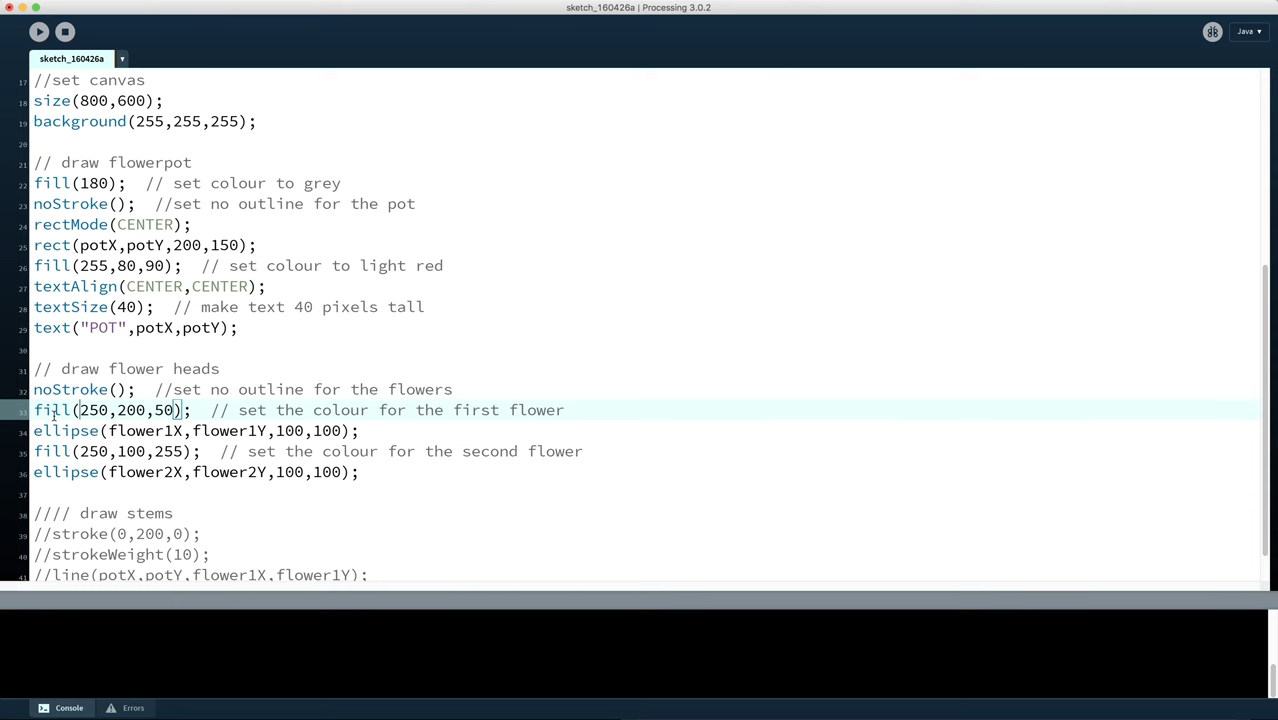 sketch_160426a | Processing 3.0.2
Java ▾
sketch_160426a
17 //set canvas
18 size(800,600);
19 background(255,255,255);
20
21 // draw flowerpot
22 fill(180);  // set colour to grey
23 noStroke();  //set no outline for the pot
24 rectMode(CENTER);
25 rect(potX,potY,200,150);
26 fill(255,80,90);  // set colour to light red
27 textAlign(CENTER,CENTER);
28 textSize(40);  // make text 40 pixels tall
29 text("POT",potX,potY);
30
31 // draw flower heads
32 noStroke();  //set no outline for the flowers
33 fill(250,200,50);  // set the colour for the first flower
34 ellipse(flower1X,flower1Y,100,100);
35 fill(250,100,255);  // set the colour for the second flower
36 ellipse(flower2X,flower2Y,100,100);
37
38 //// draw stems
39 //stroke(0,200,0);
40 //strokeWeight(10);
41 //line(potX,potY,flower1X,flower1Y);
Console
Errors